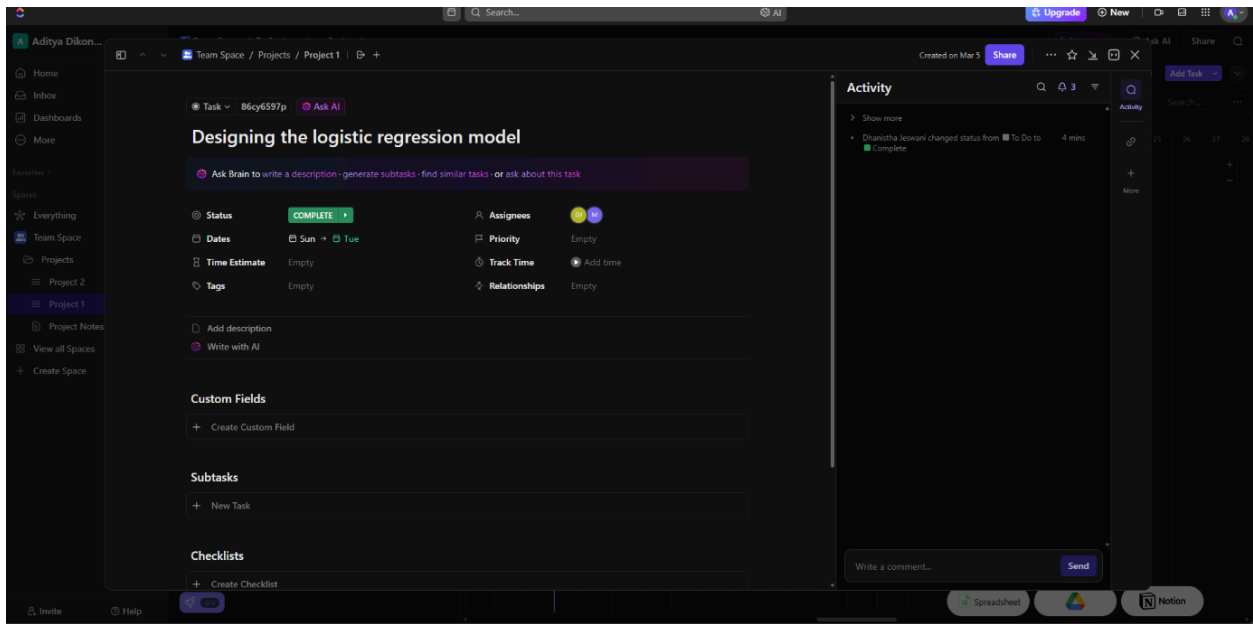 Search...
AI
Upgrade
New
A
A Aditya Dikon...
Home
Inbox
Dashboards
More
Favorites
Spaces
Everything
Team Space
Projects
Project 2
Project 1
Project Notes
View all Spaces
Create Space
Invite
Help
Team Space / Projects / Project 1
Created on Mar 5
Share
Task
86cy6597p
Ask AI
Designing the logistic regression model
Ask Brain to write a description · generate subtasks · find similar tasks · or ask about this task
Status COMPLETE
Assignees DJ M
Dates Sun → Tue
Priority Empty
Time Estimate Empty
Track Time Add time
Tags Empty
Relationships Empty
Add description
Write with AI
Custom Fields
Create Custom Field
Subtasks
New Task
Checklists
Create Checklist
Activity
3
Show more
Dhanistha Jeswani changed status from To Do to
Complete
4 mins
Write a comment...
Send
Activity
More
Ask AI
Share
Add Task
Search...
25 26 27
Spreadsheet
Notion